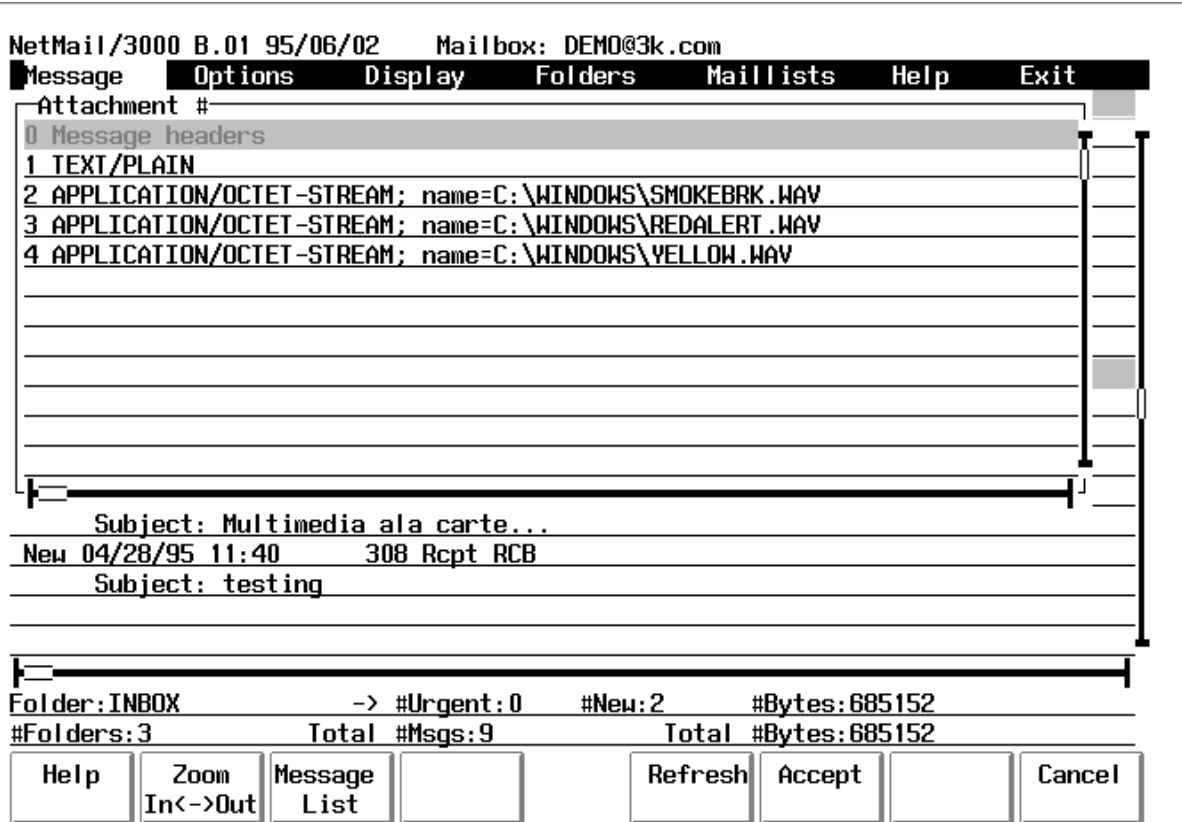 NetMail/3000 B.01 95/06/02 Mailbox: DEMO@3k.com
Message Options Display Folders Maillists Help Exit
Attachment #
0 Message headers
1 TEXT/PLAIN
2 APPLICATION/OCTET-STREAM; name=C:\WINDOWS\SMOKEBRK.WAV
3 APPLICATION/OCTET-STREAM; name=C:\WINDOWS\REDALERT.WAV
4 APPLICATION/OCTET-STREAM; name=C:\WINDOWS\YELLOW.WAV
Subject: Multimedia ala carte...
New 04/28/95 11:40 308 Rcpt RCB
Subject: testing
Folder:INBOX -> #Urgent:0 #New:2 #Bytes:685152
#Folders:3 Total #Msgs:9 Total #Bytes:685152
Help Zoom Message Refresh Accept Cancel
In<->Out List